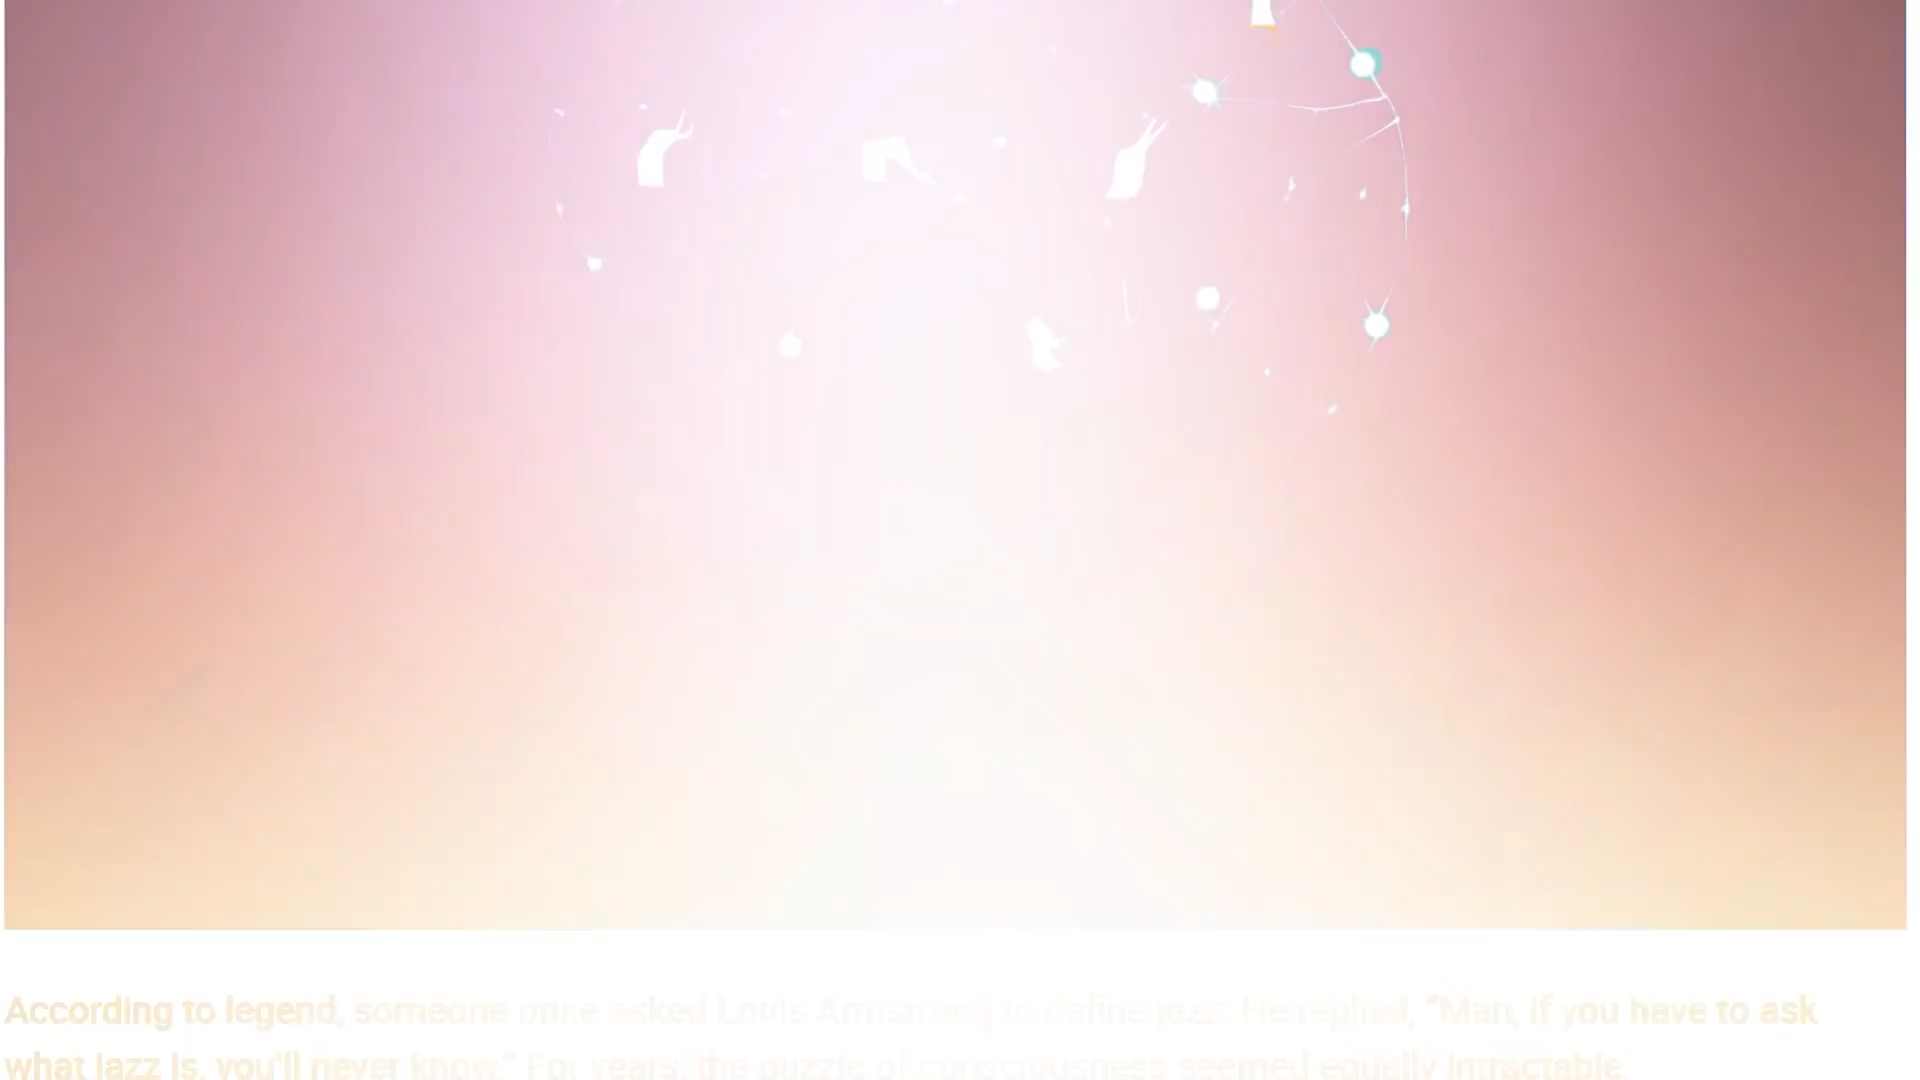 According to legend, someone once asked Louis Armstrong to define jazz. He replied, "Man, if you have to ask
what jazz is, you'll never know." For years, the puzzle of consciousness seemed equally intractable.